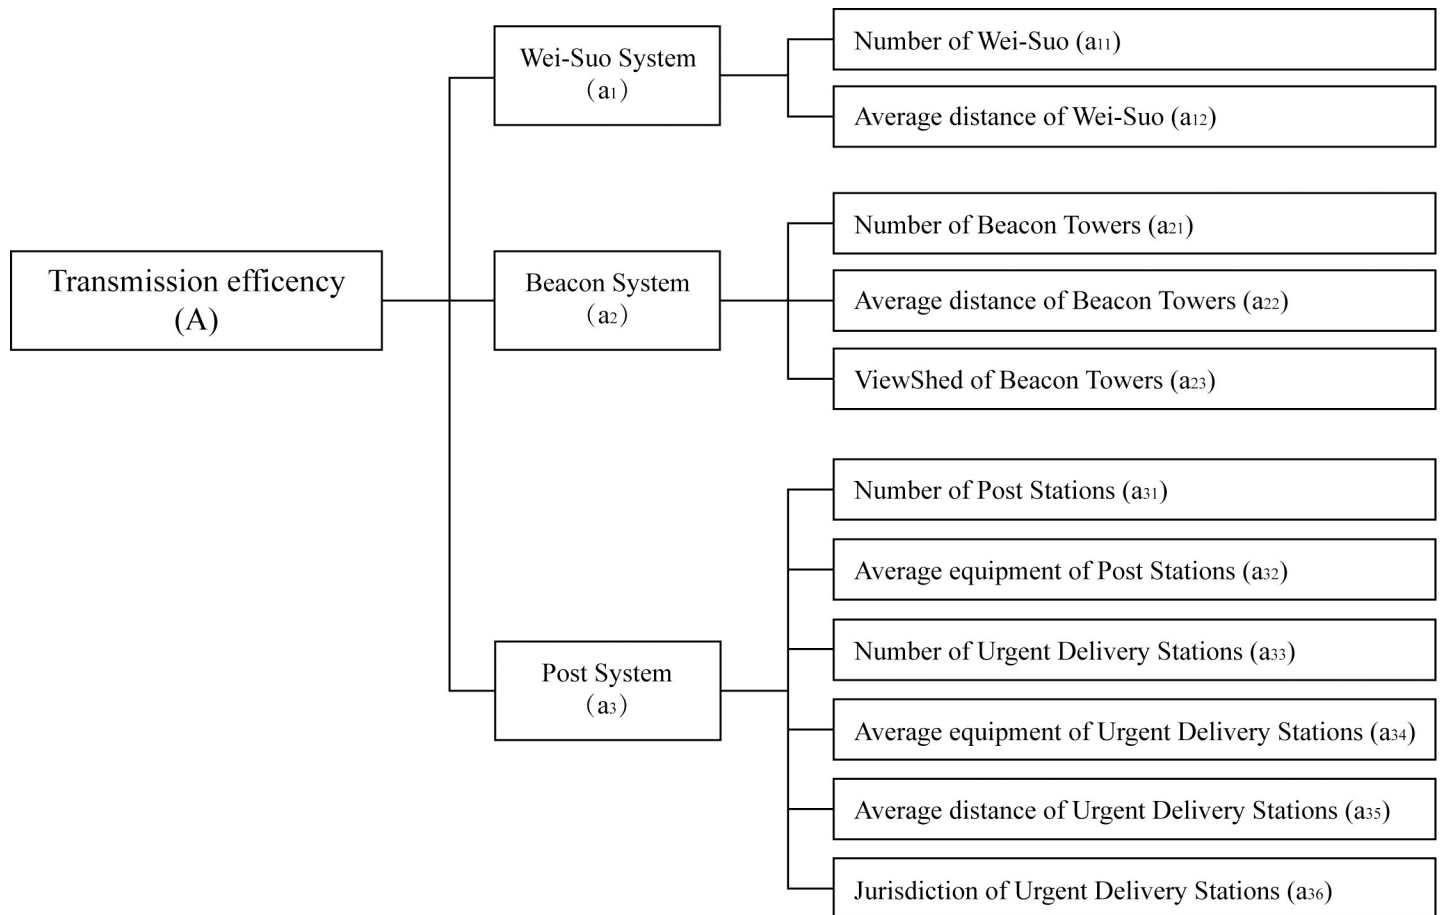 Transmission efficency
(A)
Wei-Suo System
(a1)
Number of Wei-Suo (a11)
Average distance of Wei-Suo (a12)
Beacon System
(a2)
Number of Beacon Towers (a21)
Average distance of Beacon Towers (a22)
ViewShed of Beacon Towers (a23)
Post System
(a3)
Number of Post Stations (a31)
Average equipment of Post Stations (a32)
Number of Urgent Delivery Stations (a33)
Average equipment of Urgent Delivery Stations (a34)
Average distance of Urgent Delivery Stations (a35)
Jurisdiction of Urgent Delivery Stations (a36)